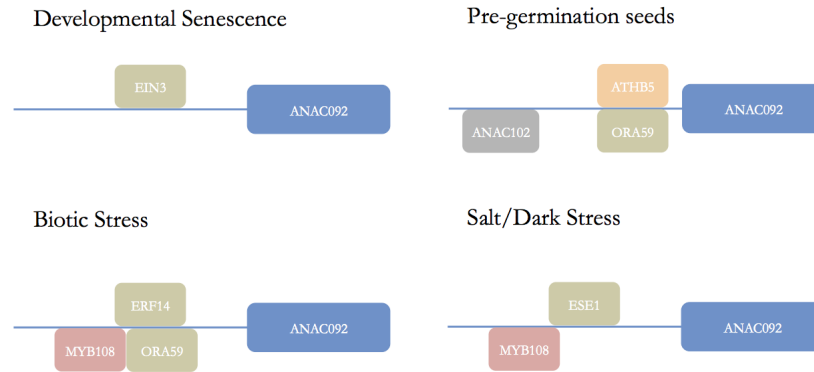 Developmental Senescence
EIN3
ANAC092
Pre-germination seeds
ATHB5
ANAC092
ANAC102
ORA59
Biotic Stress
ERF14
ANAC092
MYB108
ORA59
Salt/Dark Stress
ESE1
ANAC092
MYB108